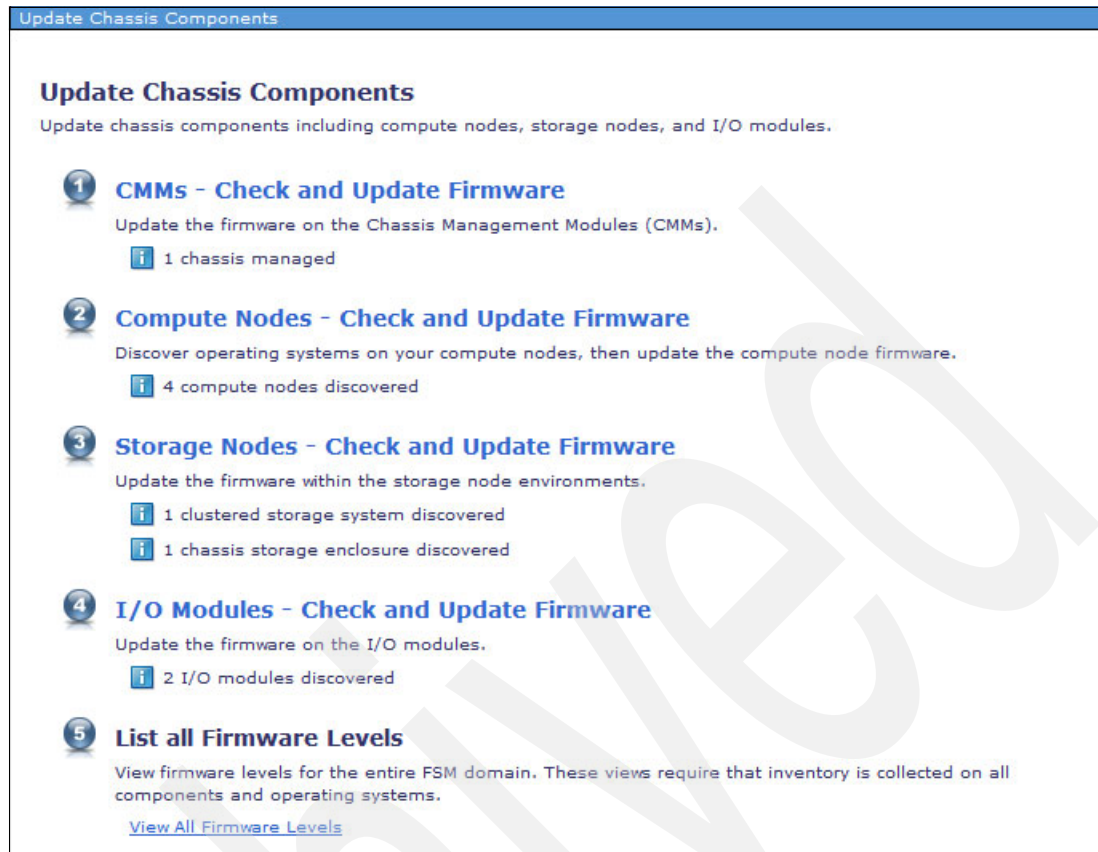 Update Chassis Components
Update Chassis Components
Update chassis components including compute nodes, storage nodes, and I/O modules.
1 CMMs - Check and Update Firmware
Update the firmware on the Chassis Management Modules (CMMs).
i 1 chassis managed
2 Compute Nodes - Check and Update Firmware
Discover operating systems on your compute nodes, then update the compute node firmware.
i 4 compute nodes discovered
3 Storage Nodes - Check and Update Firmware
Update the firmware within the storage node environments.
i 1 clustered storage system discovered
i 1 chassis storage enclosure discovered
4 I/O Modules - Check and Update Firmware
Update the firmware on the I/O modules.
i 2 I/O modules discovered
5 List all Firmware Levels
View firmware levels for the entire FSM domain. These views require that inventory is collected on all
components and operating systems.
View All Firmware Levels